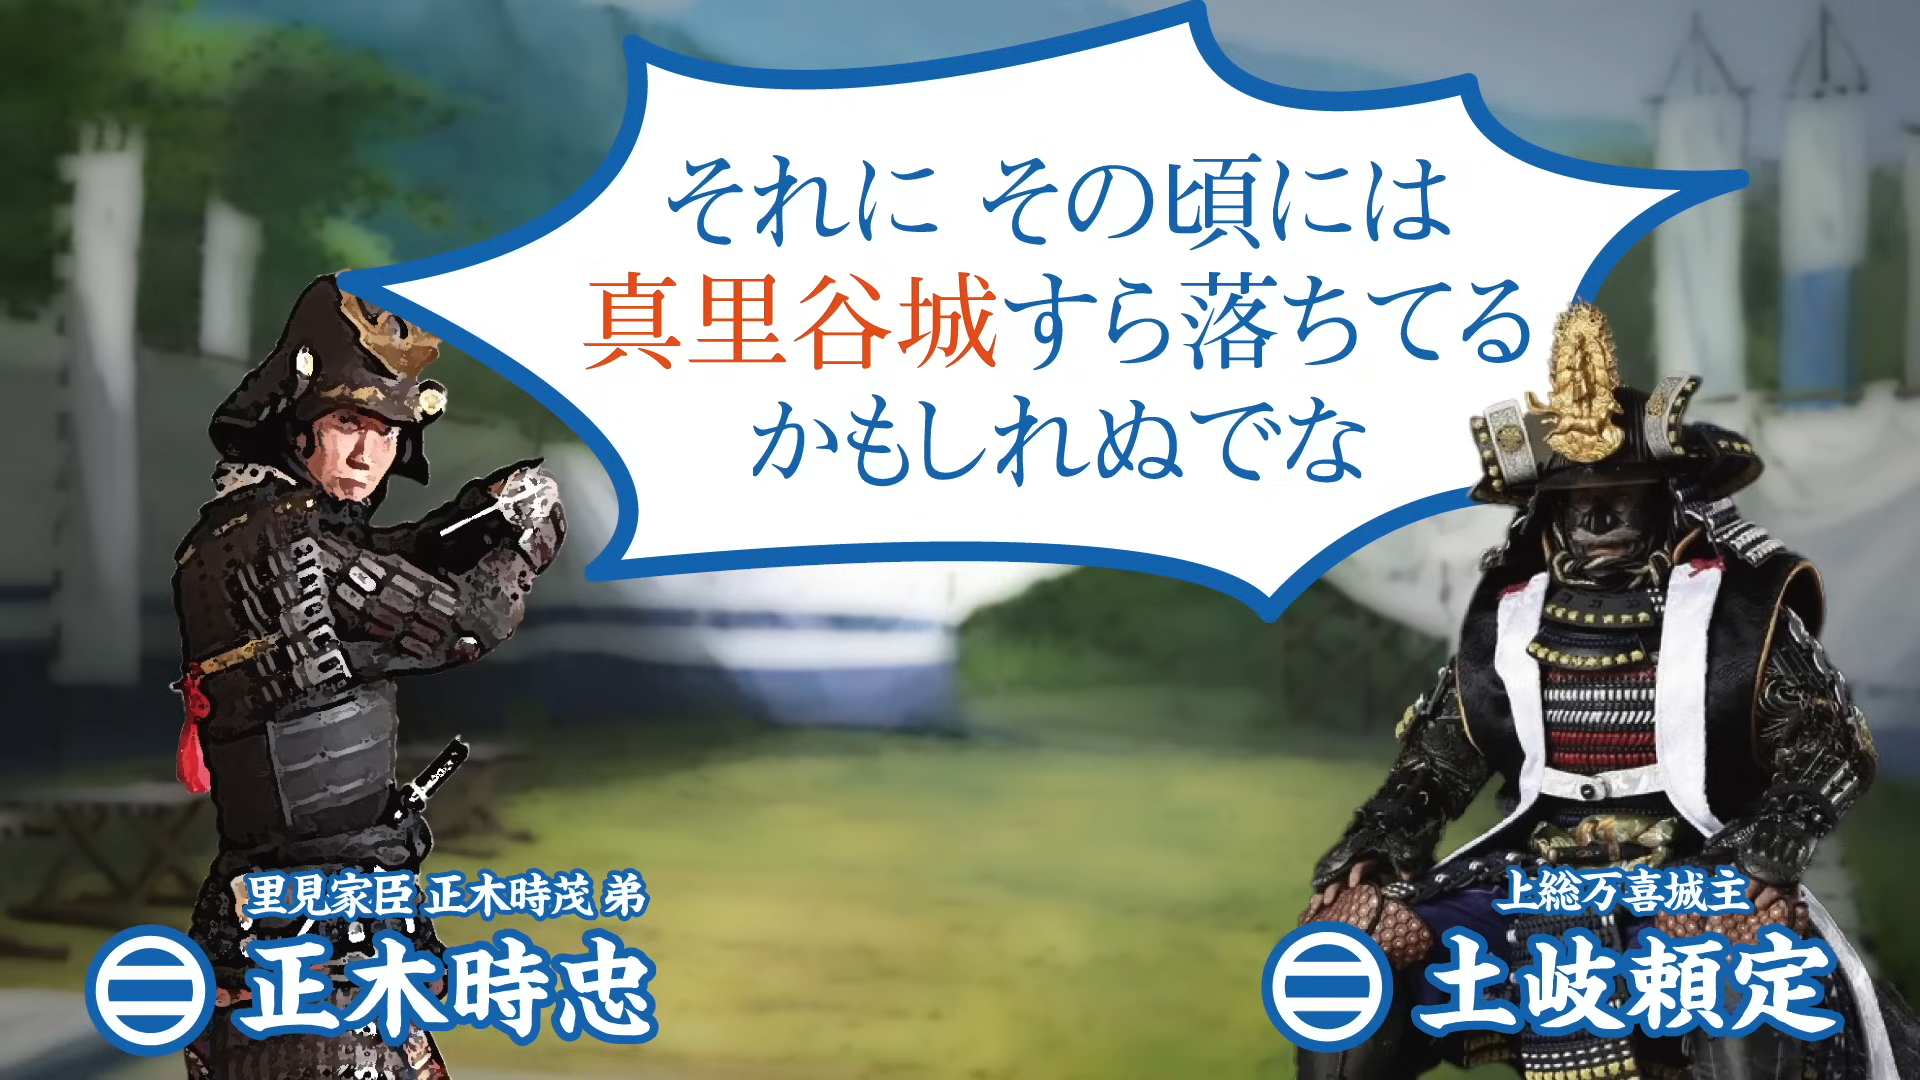 それに その頃には
真里谷城すら落ちてる
かもしれぬでな
里見家臣 正木時茂 弟
正木時忠
上総万喜城主
土岐頼定